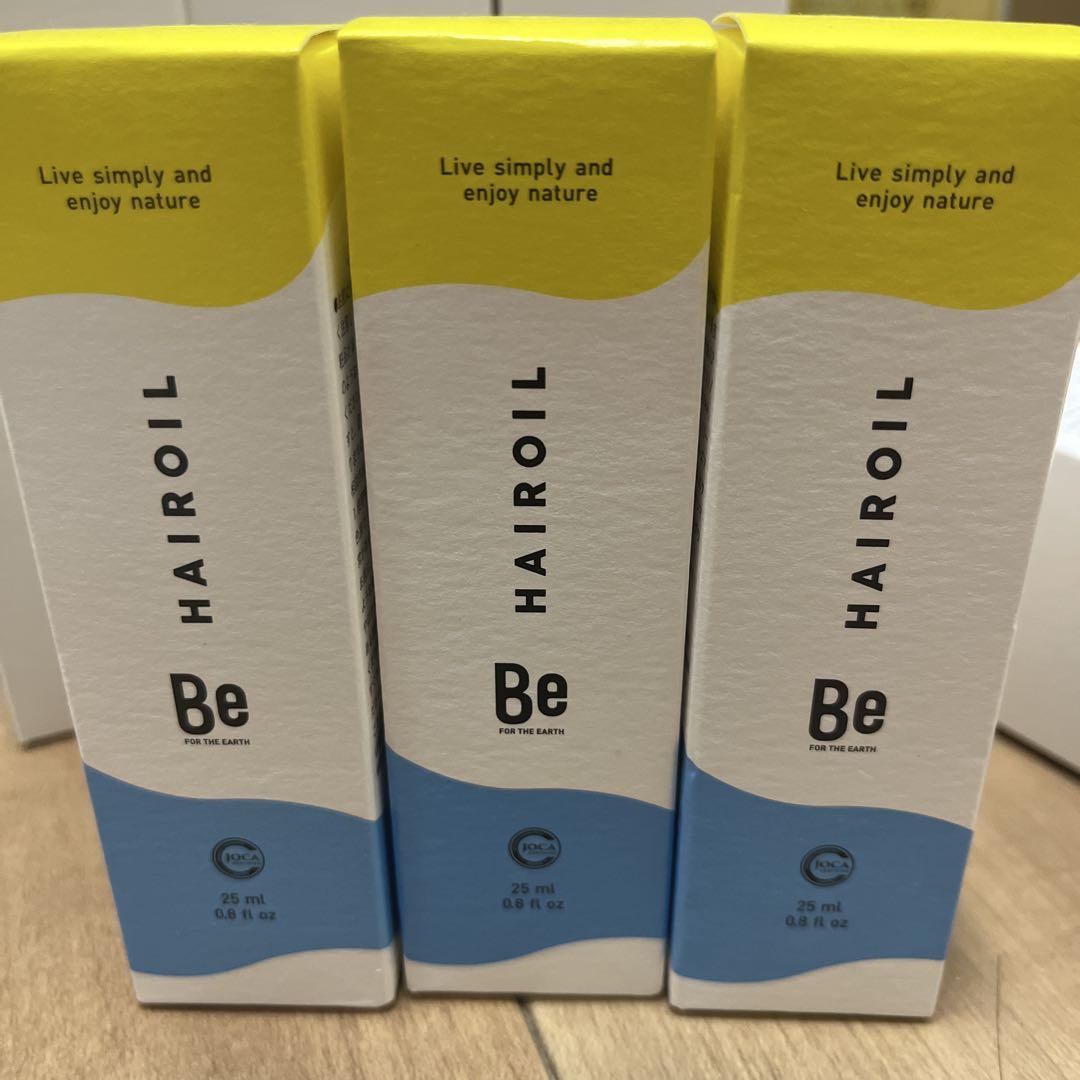 Live simply and
enjoy nature
HAIROIL
Be
FOR THE EARTH
JOCA
25 ml
0.8 fl oz
Live simply and
enjoy nature
HAIROIL
Be
FOR THE EARTH
JOCA
25 ml
0.8 fl oz
Live simply and
enjoy nature
HAIROIL
Be
FOR THE EARTH
JOCA
25 ml
0.8 fl oz